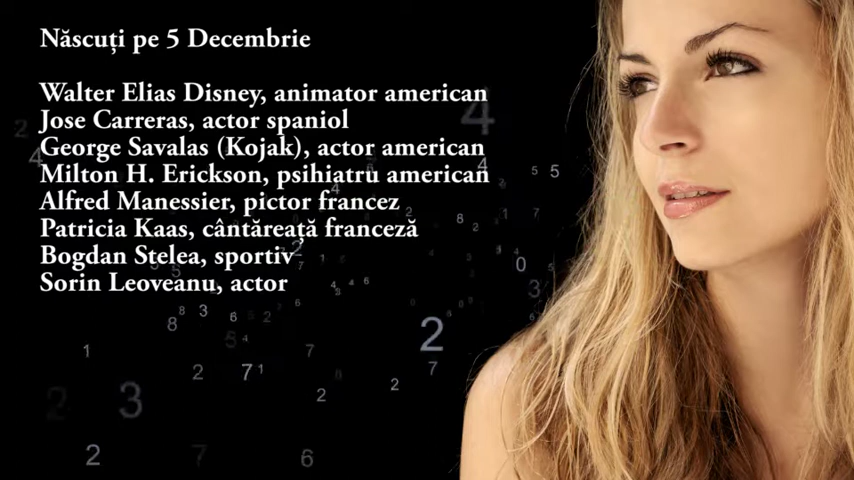 Născuți pe 5 Decembrie
Walter Elias Disney, animator american
Jose Carreras, actor spaniol
George Savalas (Kojak), actor american
Milton H. Erickson, psihiatru american
Alfred Manessier, pictor francez
Patricia Kaas, cântăreață franceză
Bogdan Stelea, sportiv
Sorin Leoveanu, actor